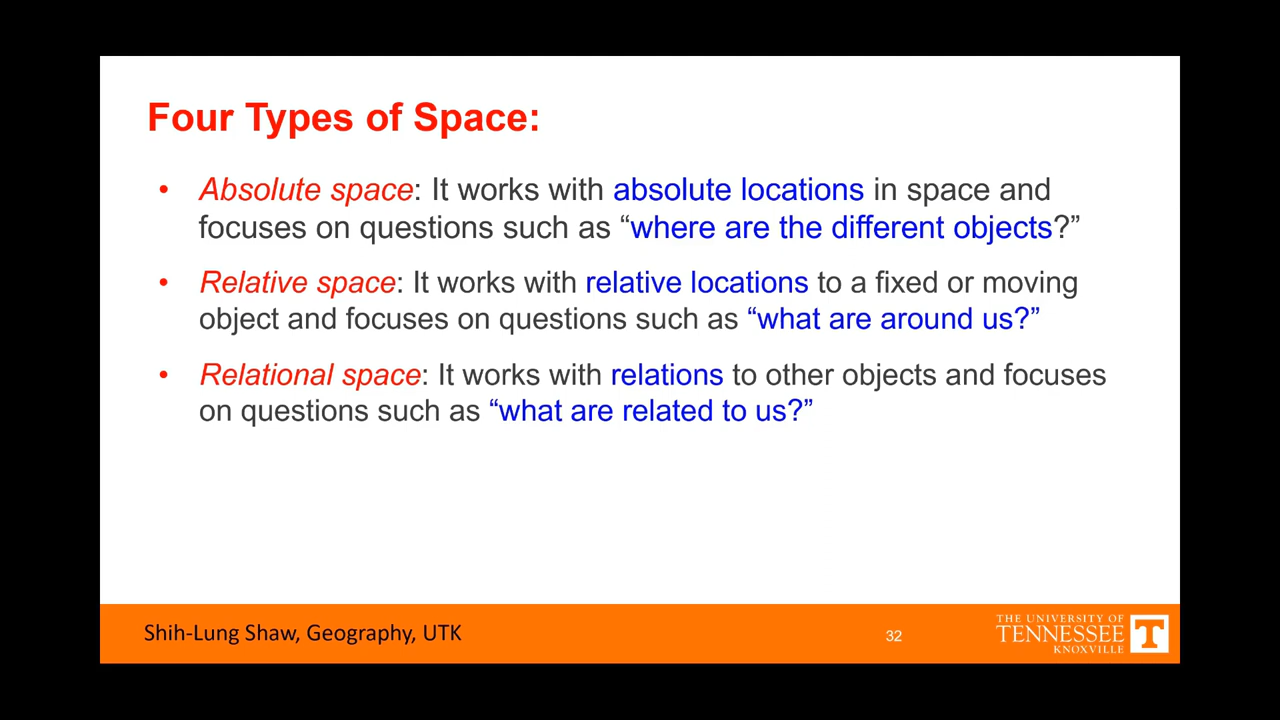 Four Types of Space:
• Absolute space: It works with absolute locations in space and
focuses on questions such as “where are the different objects?”
• Relative space: It works with relative locations to a fixed or moving
object and focuses on questions such as “what are around us?”
• Relational space: It works with relations to other objects and focuses
on questions such as “what are related to us?”
Shih-Lung Shaw, Geography, UTK
32
THE UNIVERSITY OF
TENNESSEE
KNOXVILLE
T